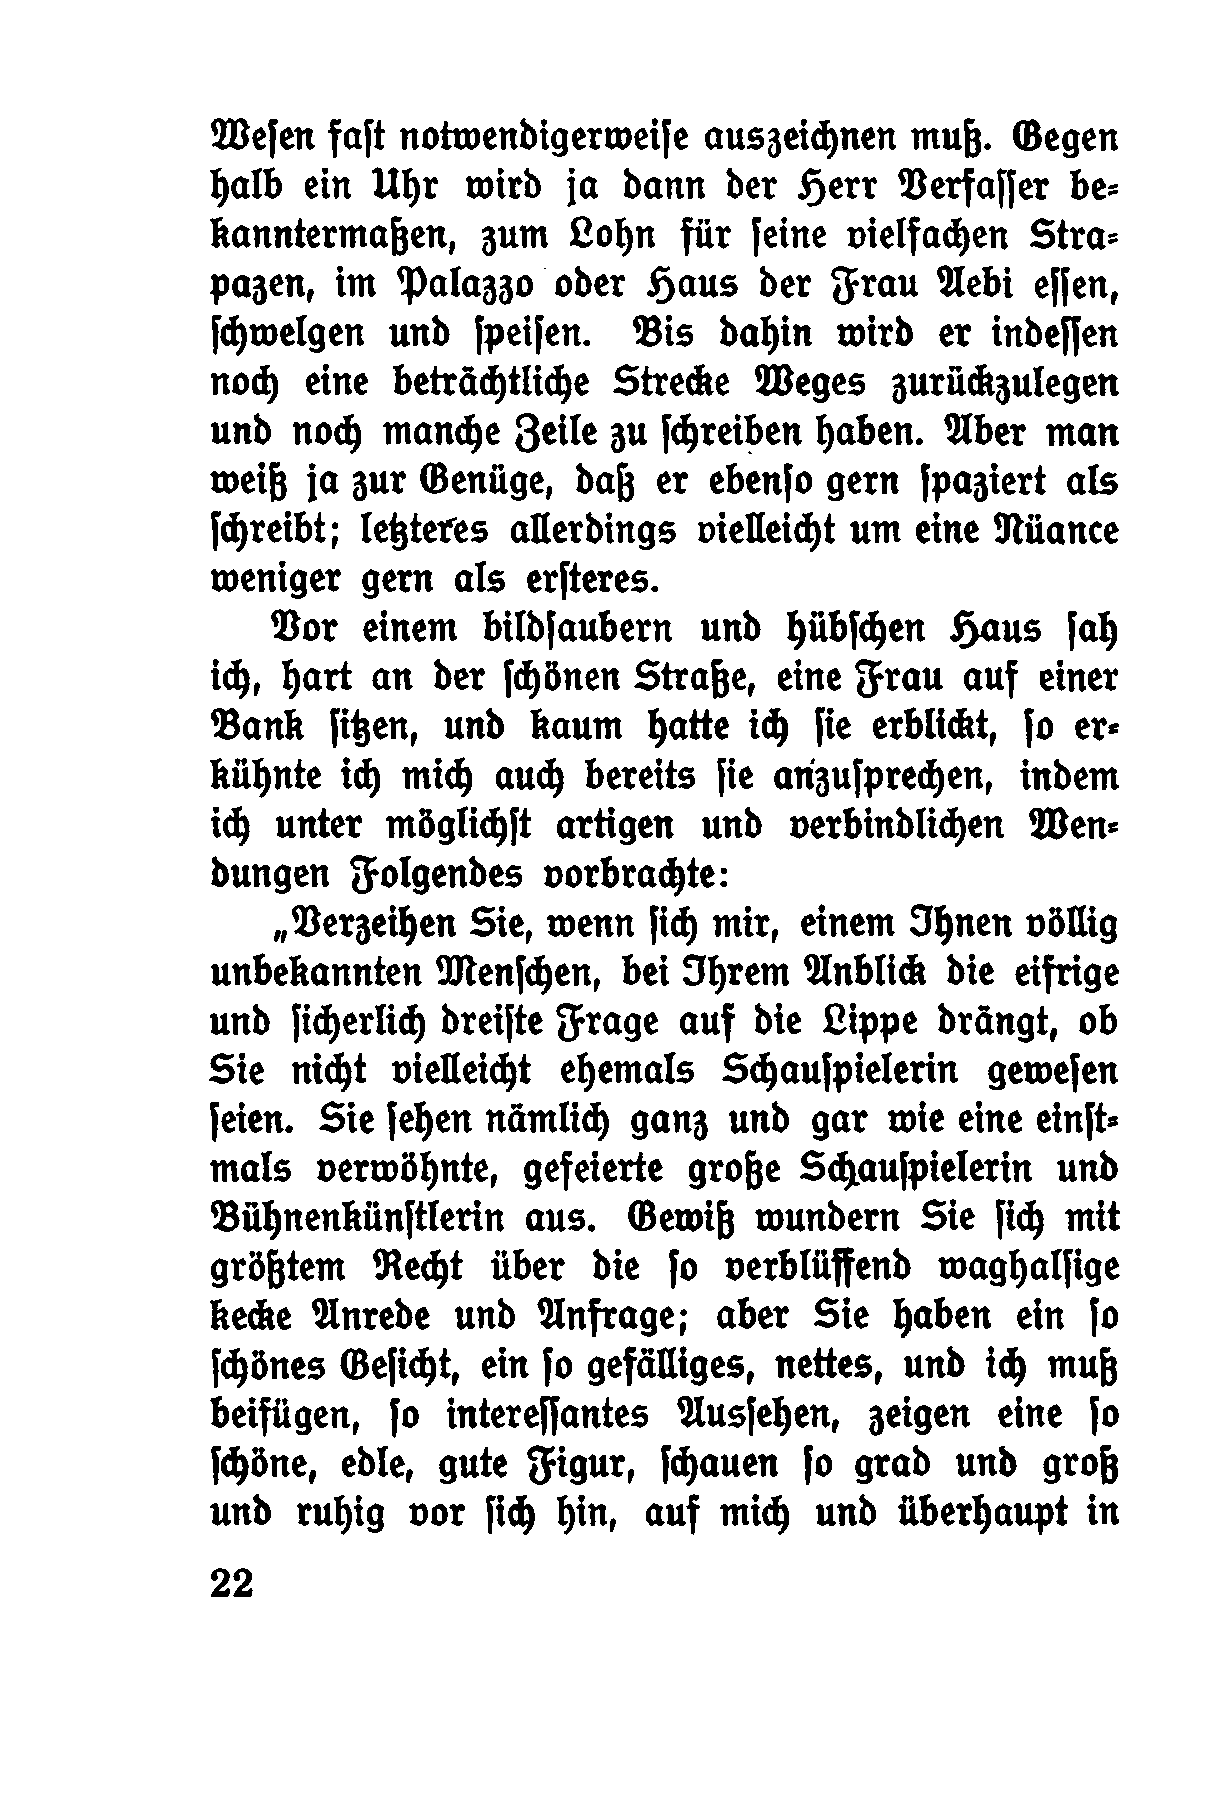 Weſen faſt notwendigerweiſe auszeichnen muß. Gegen
halb ein Uhr wird ja dann der Herr Verfaſſer be⸗
kanntermaßen, zum Lohn für ſeine vielfachen Stra⸗
pazen, im Palazzo oder Haus der Frau Aebi eſſen,
ſchwelgen und ſpeiſen. Bis dahin wird er indeſſen
noch eine beträchtliche Strecke Weges zurückzulegen
und noch manche Zeile zu ſchreiben haben. Aber man
weiß ja zur Genüge, daß er ebenſo gern ſpaziert als
ſchreibt; letzteres allerdings vielleicht um eine Nüance
weniger gern als erſteres.
Vor einem bildſaubern und hübſchen Haus ſah
ich, hart an der ſchönen Straße, eine Frau auf einer
Bank ſitzen, und kaum hatte ich ſie erblickt, ſo er⸗
kühnte ich mich auch bereits ſie anzuſprechen, indem
ich unter möglichſt artigen und verbindlichen Wen⸗
dungen Folgendes vorbrachte:
„Verzeihen Sie, wenn ſich mir, einem Ihnen völlig
unbekannten Menſchen, bei Ihrem Anblick die eifrige
und ſicherlich dreiſte Frage auf die Lippe drängt, ob
Sie nicht vielleicht ehemals Schauſpielerin geweſen
ſeien. Sie ſehen nämlich ganz und gar wie eine einſt⸗
mals verwöhnte, gefeierte große Schauſpielerin und
Bühnenkünſtlerin aus. Gewiß wundern Sie ſich mit
größtem Recht über die ſo verblüffend waghalſige
kecke Anrede und Anfrage; aber Sie haben ein ſo
ſchönes Geſicht, ein ſo gefälliges, nettes, und ich muß
beifügen, ſo intereſſantes Ausſehen, zeigen eine ſo
ſchöne, edle, gute Figur, ſchauen ſo grad und groß
und ruhig vor ſich hin, auf mich und überhaupt in
22